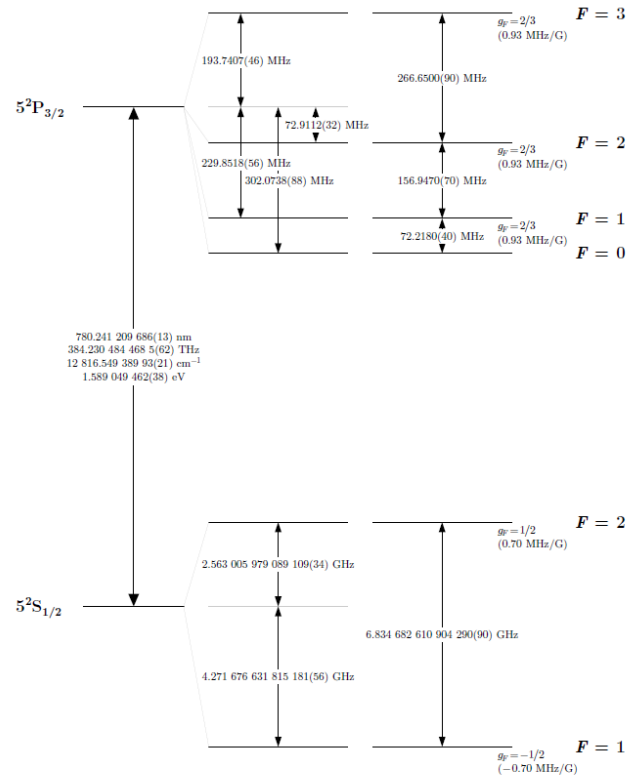 g_F=2/3
(0.93 MHz/G)
F = 3
193.7407(46) MHz
266.6500(90) MHz
5²P₃/₂
72.9112(32) MHz
g_F=2/3
(0.93 MHz/G)
F = 2
229.8518(56) MHz
302.0738(88) MHz
156.9470(70) MHz
g_F=2/3
(0.93 MHz/G)
F = 1
72.2180(40) MHz
F = 0
780.241 209 686(13) nm
384.230 484 468 5(62) THz
12 816.549 389 93(21) cm⁻¹
1.589 049 462(38) eV
g_F=1/2
(0.70 MHz/G)
F = 2
2.563 005 979 089 109(34) GHz
5²S₁/₂
6.834 682 610 904 290(90) GHz
4.271 676 631 815 181(56) GHz
g_F=−1/2
(−0.70 MHz/G)
F = 1